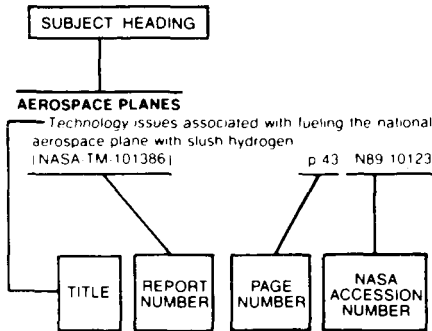 SUBJECT HEADING
AEROSPACE PLANES
Technology issues associated with fueling the national
aerospace plane with slush hydrogen
[NASA-TM-101386] p 43 N89-10123
TITLE
REPORT
NUMBER
PAGE
NUMBER
NASA
ACCESSION
NUMBER